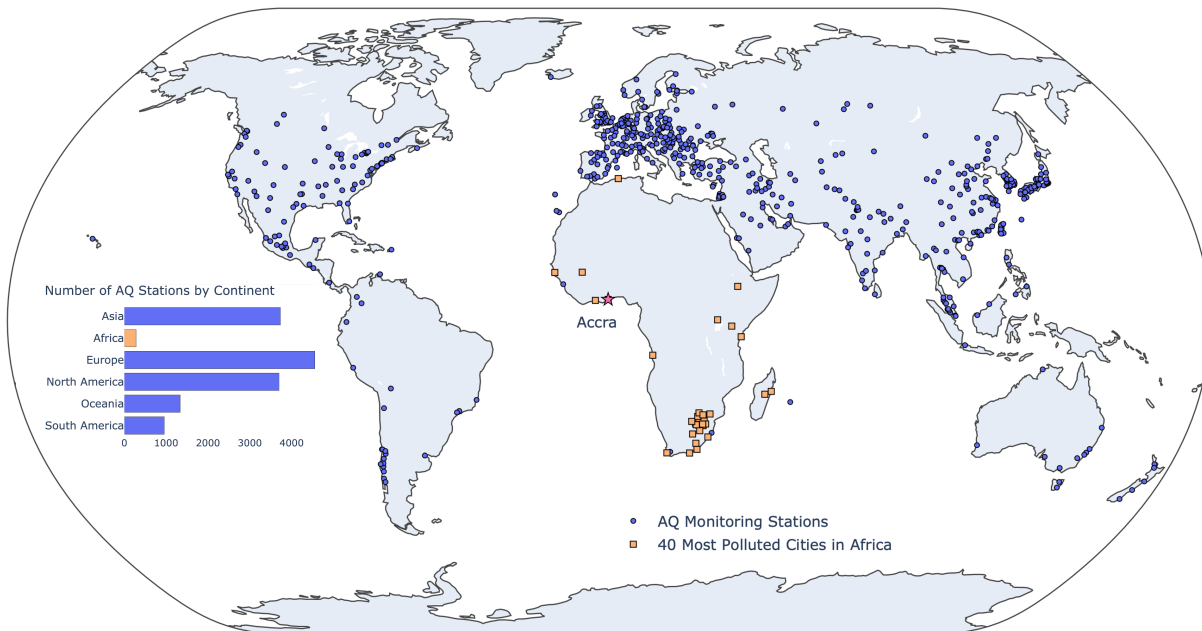 Number of AQ Stations by Continent
Asia
Africa
Europe
North America
Oceania
South America
0 1000 2000 3000 4000
Accra
AQ Monitoring Stations
40 Most Polluted Cities in Africa